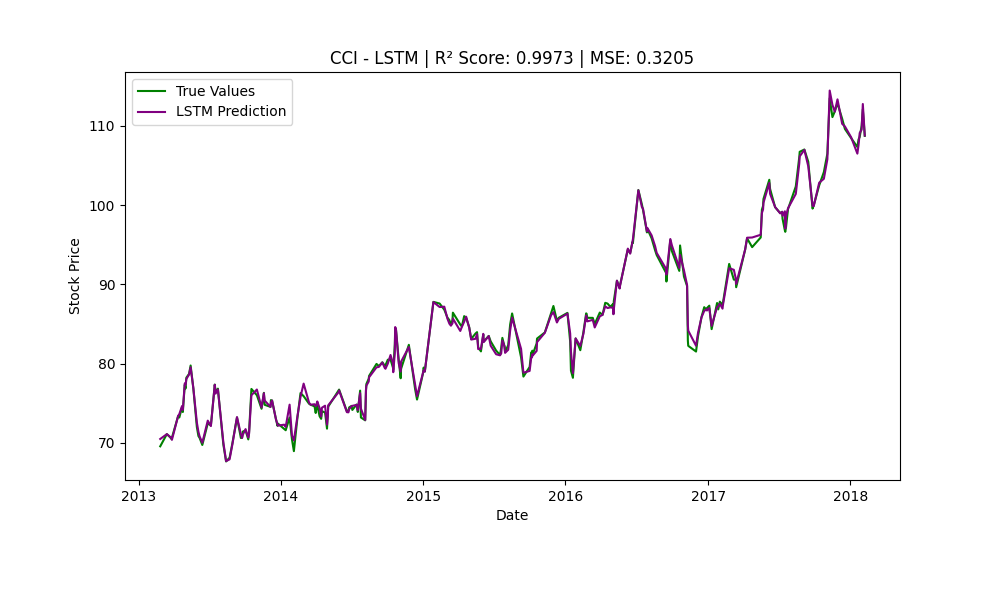 CCI - LSTM | R² Score: 0.9973 | MSE: 0.3205
True Values
LSTM Prediction
110
100
90
80
70
Stock Price
2013 2014 2015 2016 2017 2018
Date